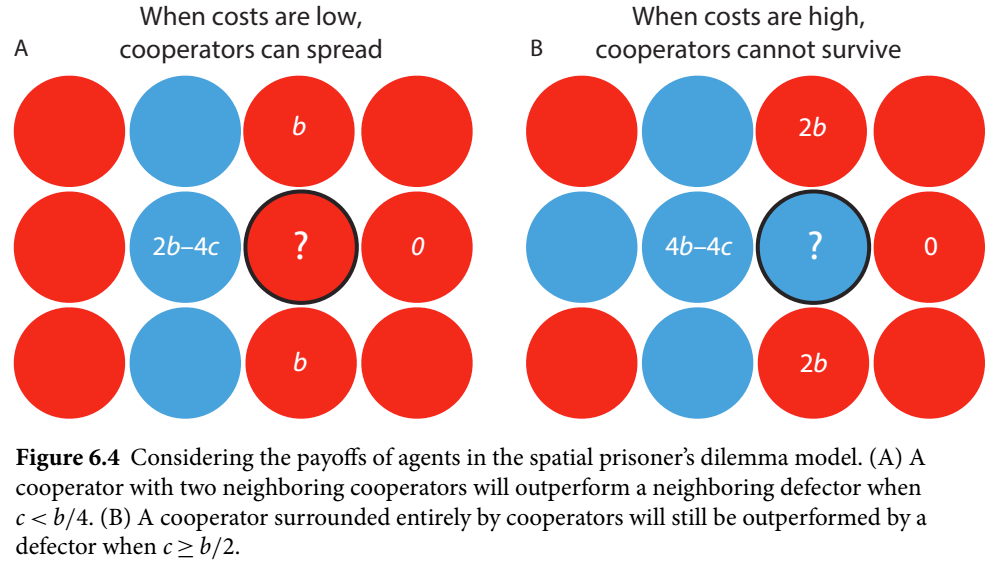 When costs are low,
cooperators can spread
A
b
2b–4c
?
0
b
When costs are high,
cooperators cannot survive
B
2b
4b–4c
?
0
2b
Figure 6.4 Considering the payoffs of agents in the spatial prisoner’s dilemma model. (A) A
cooperator with two neighboring cooperators will outperform a neighboring defector when
c < b/4. (B) A cooperator surrounded entirely by cooperators will still be outperformed by a
defector when c ≥ b/2.